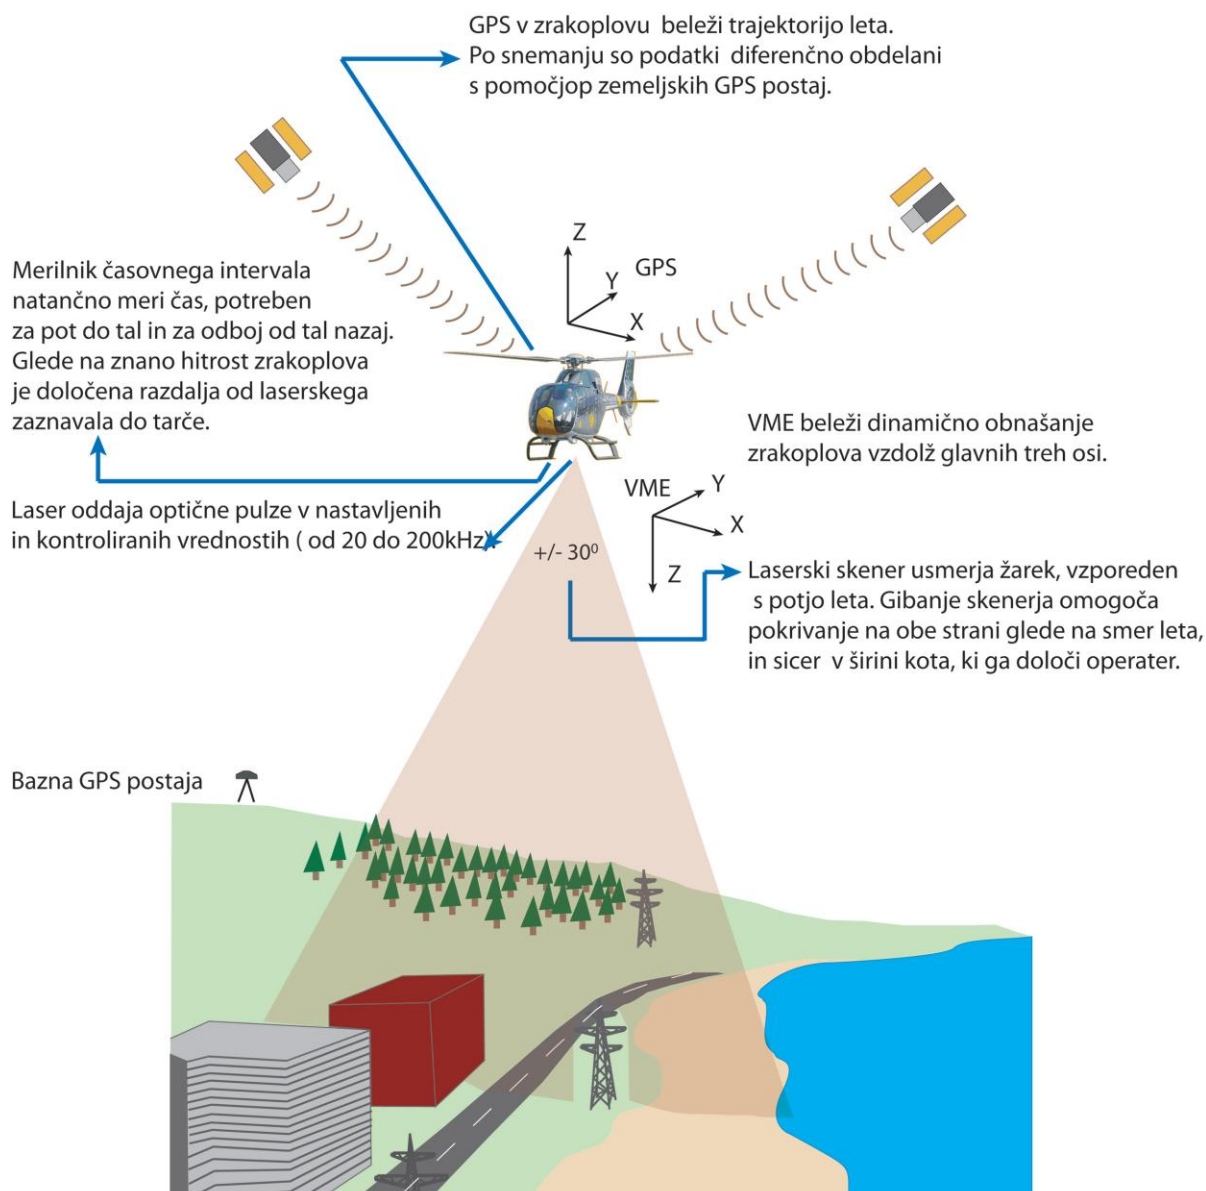 GPS v zrakoplovu beleži trajektorijo leta.
Po snemanju so podatki diferenčno obdelani
s pomočjop zemeljskih GPS postaj.
Z
Y
GPS
X
Merilnik časovnega intervala
natančno meri čas, potreben
za pot do tal in za odboj od tal nazaj.
Glede na znano hitrost zrakoplova
je določena razdalja od laserskega
zaznavala do tarče.
VME beleži dinamično obnašanje
zrakoplova vzdolž glavnih treh osi.
VME
Y
X
Z
Laser oddaja optične pulze v nastavljenih
in kontroliranih vrednostih ( od 20 do 200kHz).
+/- 30⁰
Laserski skener usmerja žarek, vzporeden
s potjo leta. Gibanje skenerja omogoča
pokrivanje na obe strani glede na smer leta,
in sicer v širini kota, ki ga določi operater.
Bazna GPS postaja